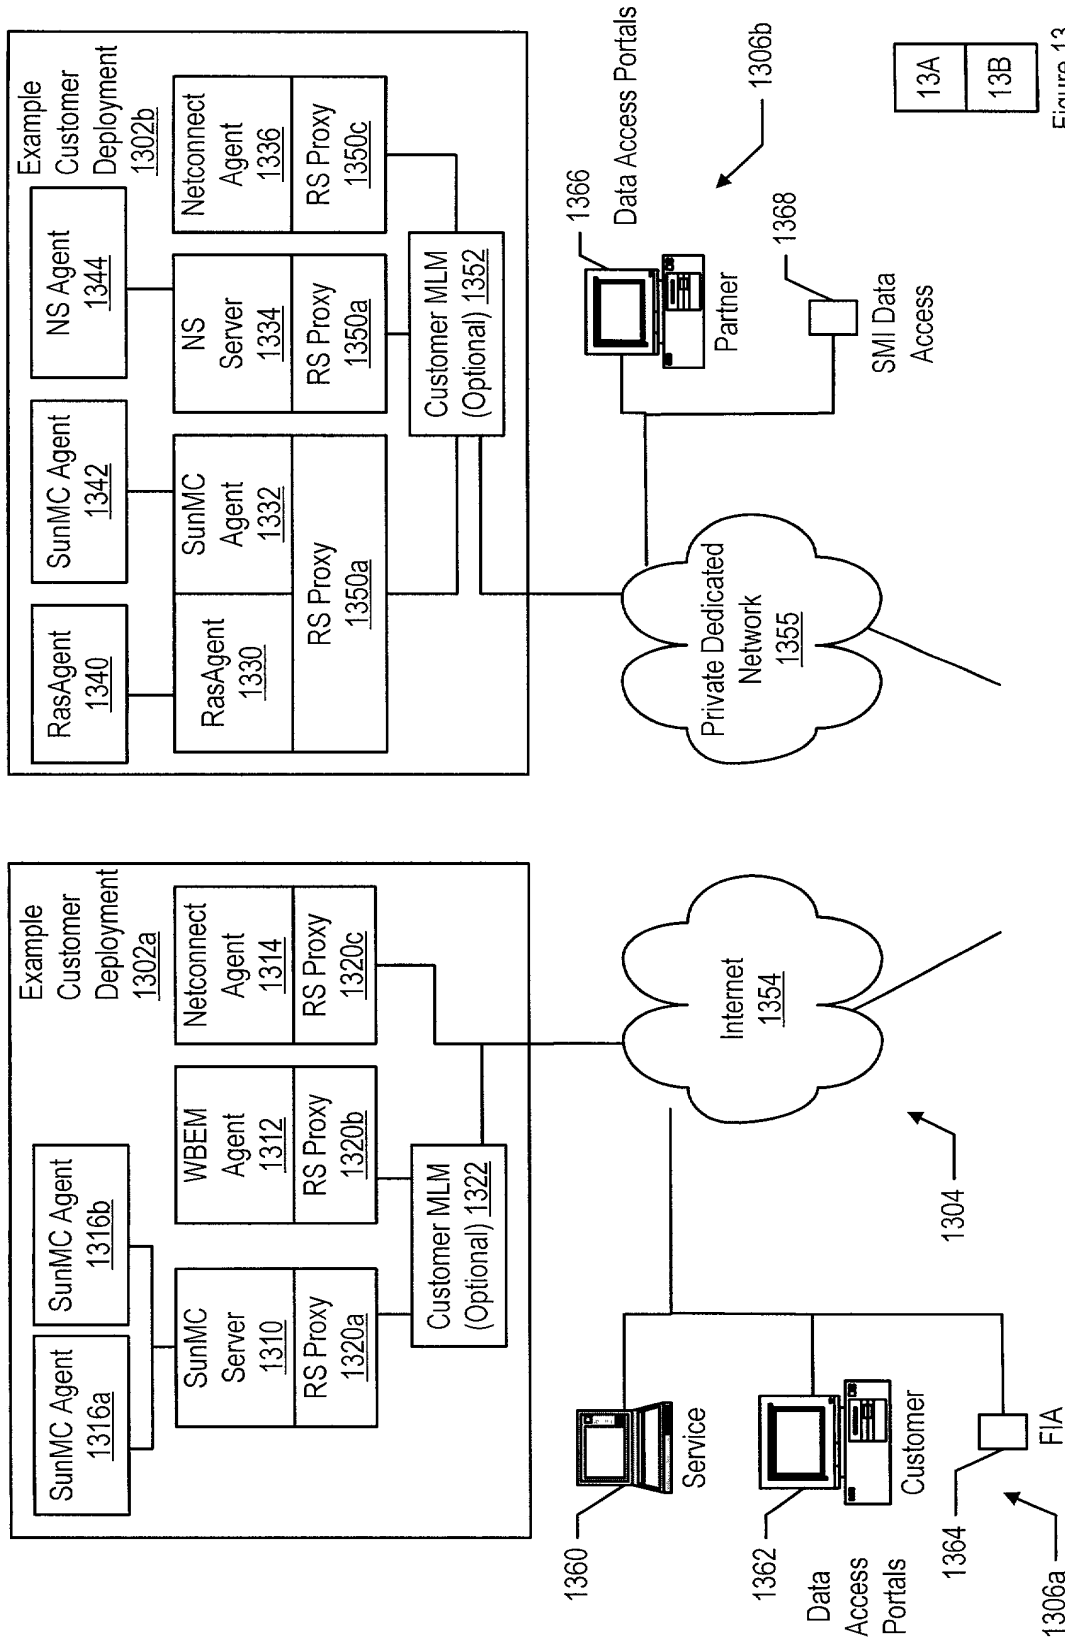 Example
Customer
Deployment
1302a
SunMC Agent
1316a
SunMC Agent
1316b
SunMC
Server
1310
RS Proxy
1320a
WBEM
Agent
1312
RS Proxy
1320b
Netconnect
Agent
1314
RS Proxy
1320c
Customer MLM
(Optional) 1322
Example
Customer
Deployment
1302b
RasAgent
1340
SunMC Agent
1342
NS Agent
1344
RasAgent
1330
SunMC
Agent
1332
RS Proxy
1350a
NS
Server
1334
RS Proxy
1350a
Netconnect
Agent
1336
RS Proxy
1350c
Customer MLM
(Optional) 1352
1360
Service
1362
Customer
Data
Access
Portals
1364
FIA
1306a
Internet
1354
1304
Private Dedicated
Network
1355
1366
Data Access Portals
Partner
1306b
1368
SMI Data
Access
13A
13B
Figure 13